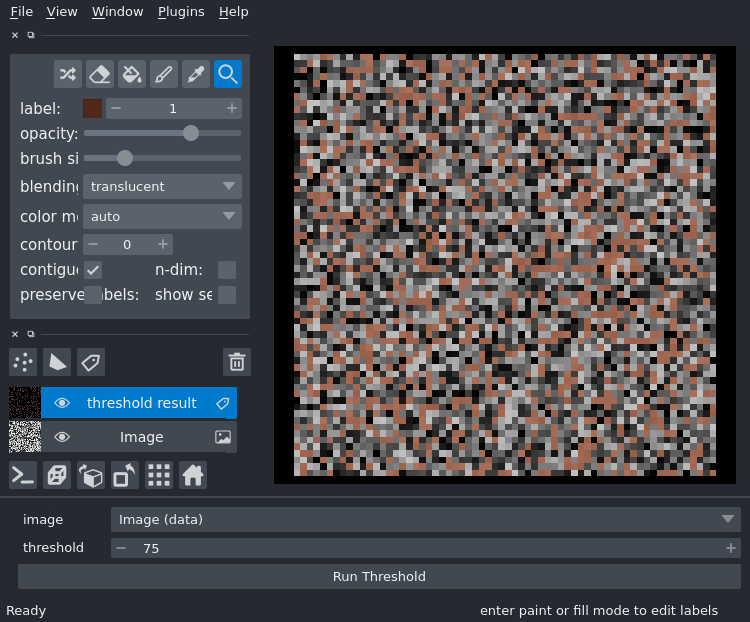 File View Window Plugins Help
label: 1
opacity:
brush si
blending translucent
color m auto
contour 0
contigu n-dim:
preserve abels: show se
threshold result
Image
image Image (data)
threshold 75
Run Threshold
Ready enter paint or fill mode to edit labels